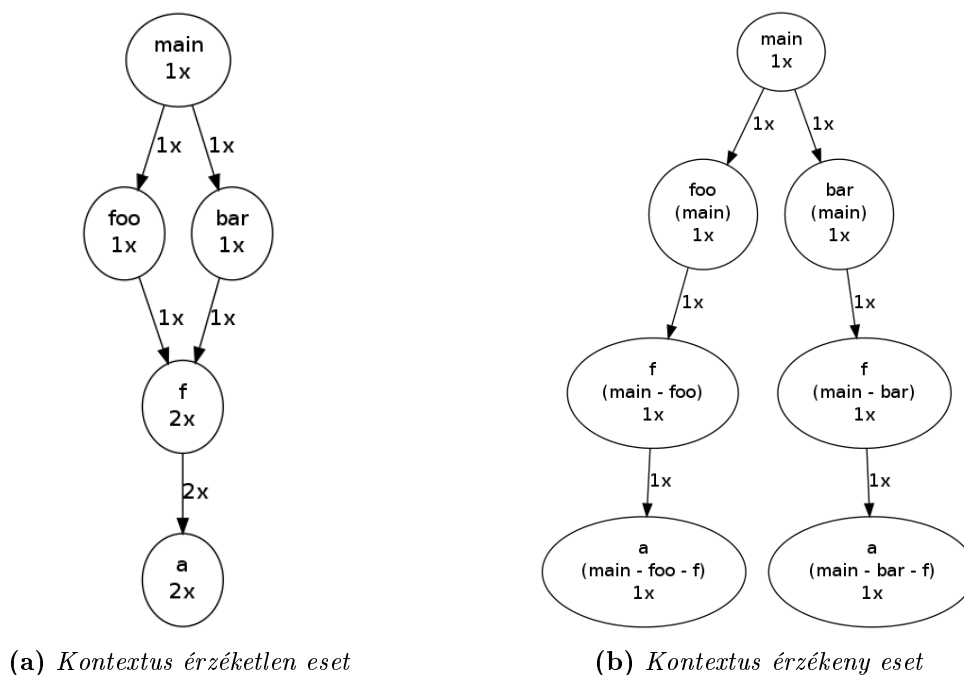 main
1x
1x
1x
foo
1x
bar
1x
1x
1x
f
2x
2x
a
2x
(a) Kontextus érzéketlen eset
main
1x
1x
1x
foo
(main)
1x
bar
(main)
1x
1x
1x
f
(main - foo)
1x
f
(main - bar)
1x
1x
1x
a
(main - foo - f)
1x
a
(main - bar - f)
1x
(b) Kontextus érzékeny eset